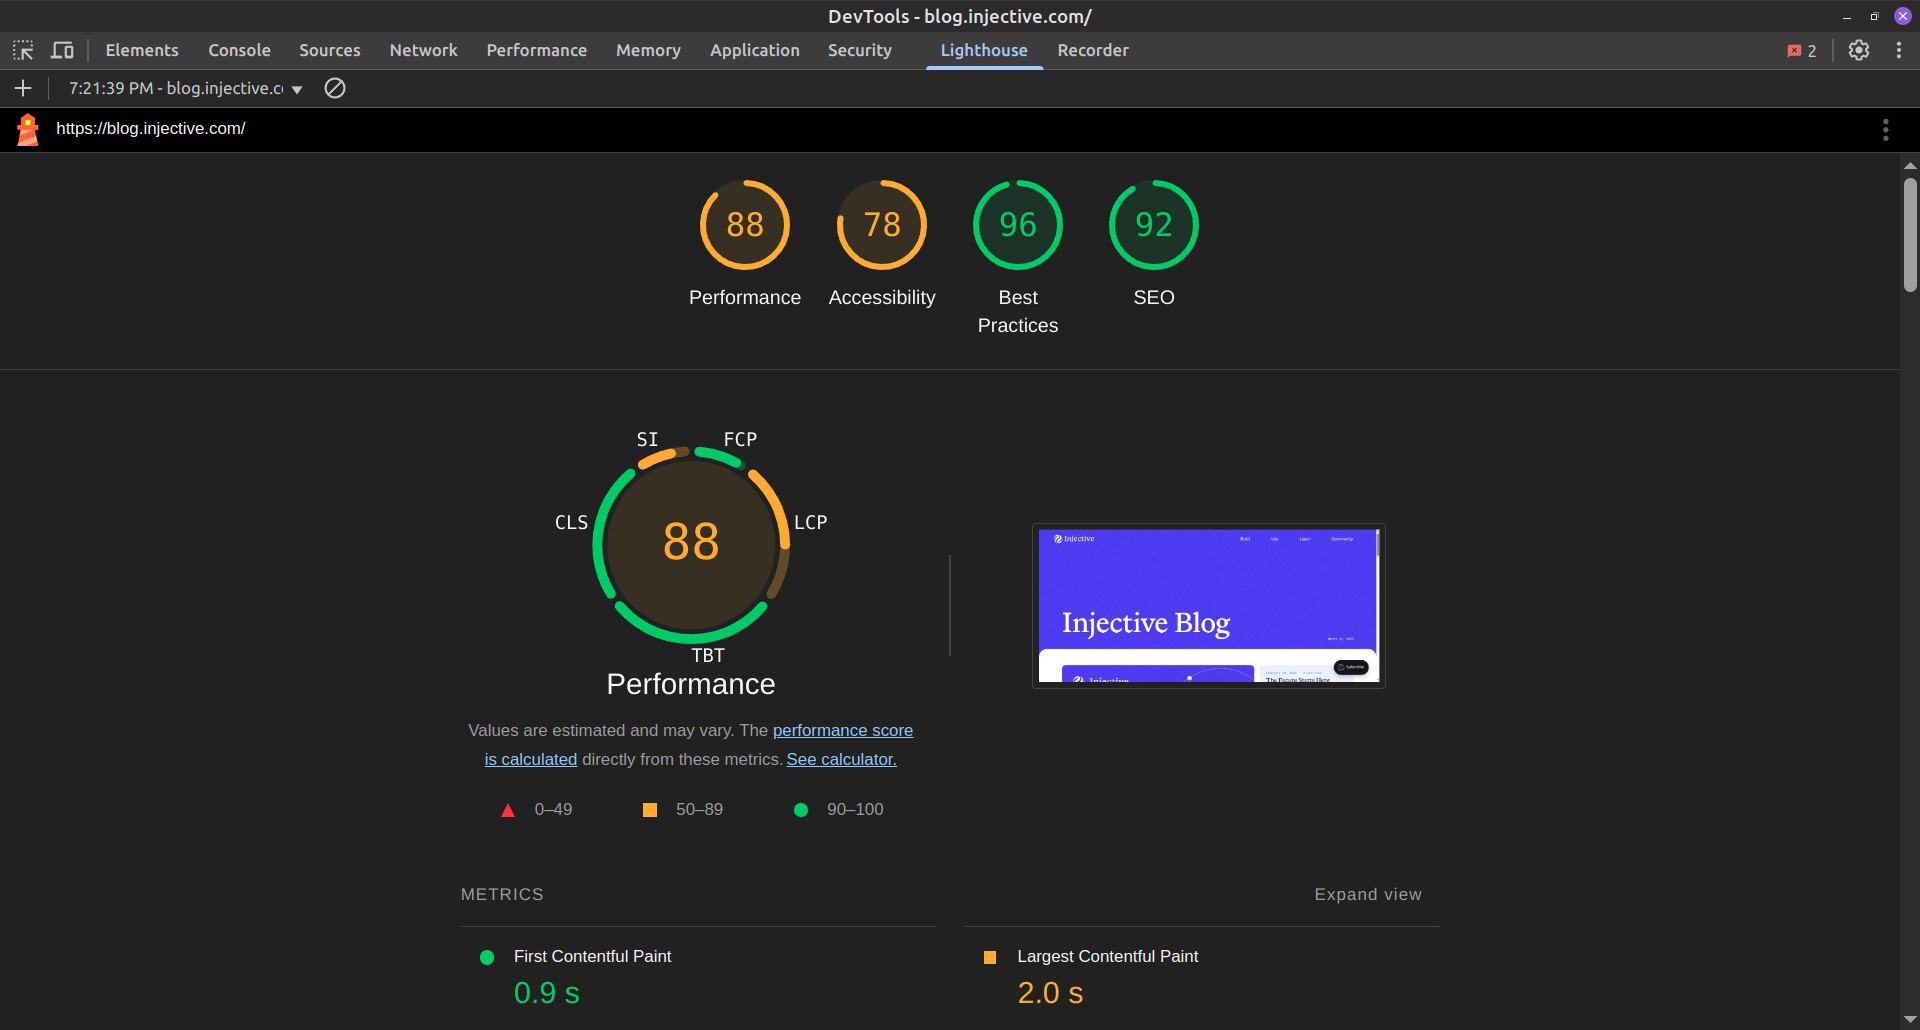 DevTools - blog.injective.com/
Elements Console Sources Network Performance Memory Application Security Lighthouse Recorder 2
7:21:39 PM - blog.injective.c
https://blog.injective.com/
88 78 96 92
Performance Accessibility Best Practices SEO
SI FCP
CLS LCP
88
TBT
Performance
Values are estimated and may vary. The performance score
is calculated directly from these metrics. See calculator.
0–49 50–89 90–100
Injective
Build Use Learn Community
Injective Blog
Subscribe
Injective
The Future Starts Here
METRICS Expand view
First Contentful Paint
0.9 s
Largest Contentful Paint
2.0 s